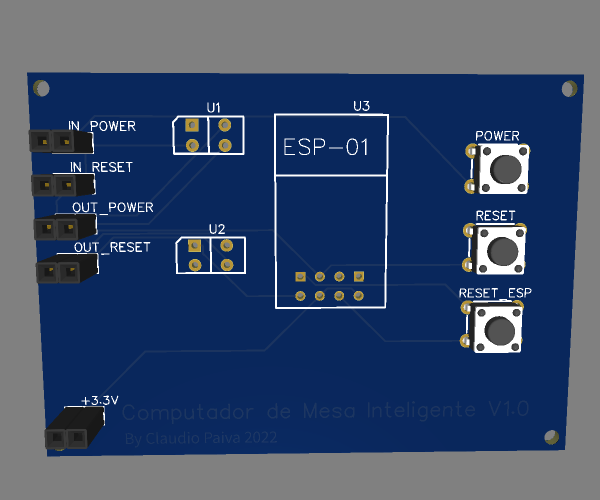 U1
U3
IN_POWER
ESP-01
POWER
IN_RESET
OUT_POWER
RESET
U2
OUT_RESET
RESET_ESP
+3.3V
Computador de Mesa Inteligente V1.0
By Claudio Paiva 2022